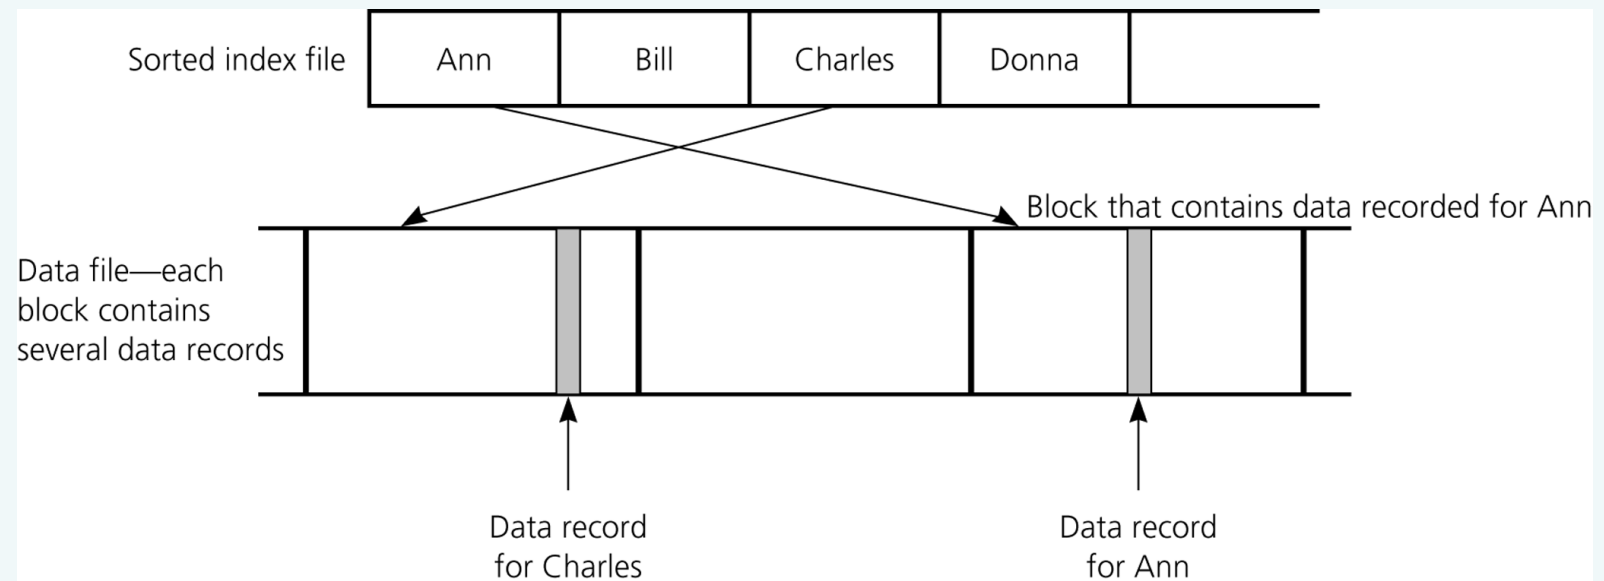 Sorted index file
Ann
Bill
Charles
Donna
Block that contains data recorded for Ann
Data file—each
block contains
several data records
Data record
for Charles
Data record
for Ann